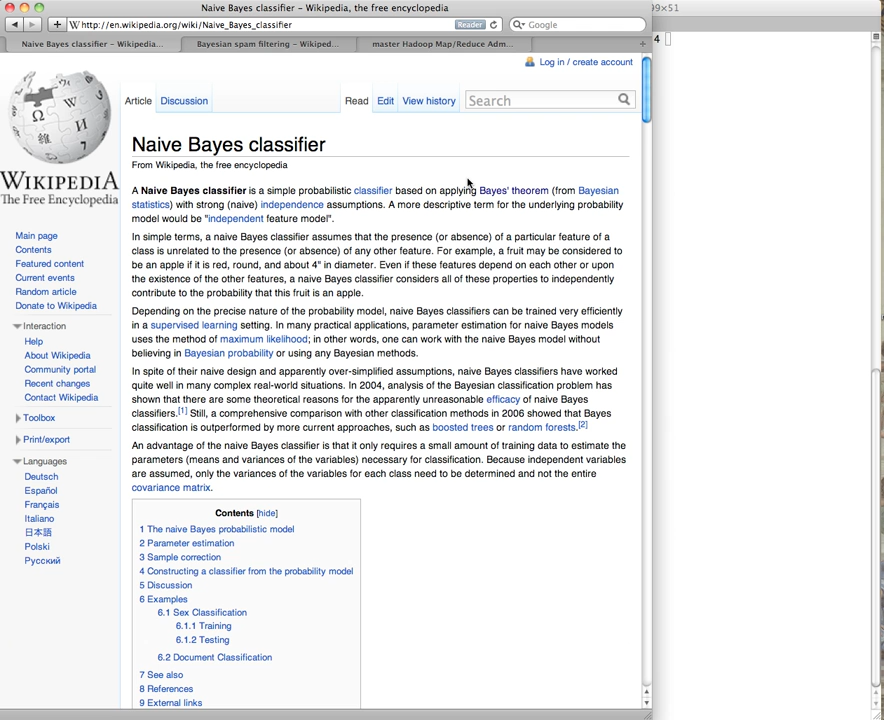 Naive Bayes classifier - Wikipedia, the free encyclopedia
99×51
http://en.wikipedia.org/wiki/Naive_Bayes_classifier
Reader
Google
Naive Bayes classifier – Wikipedia...
Bayesian spam filtering – Wikiped...
master Hadoop Map/Reduce Adm...
4
Log in / create account
Article
Discussion
Read
Edit
View history
Search
WIKIPEDIA
The Free Encyclopedia
Naive Bayes classifier
From Wikipedia, the free encyclopedia
A Naive Bayes classifier is a simple probabilistic classifier based on applying Bayes' theorem (from Bayesian
statistics) with strong (naive) independence assumptions. A more descriptive term for the underlying probability
model would be "independent feature model".
In simple terms, a naive Bayes classifier assumes that the presence (or absence) of a particular feature of a
class is unrelated to the presence (or absence) of any other feature. For example, a fruit may be considered to
be an apple if it is red, round, and about 4" in diameter. Even if these features depend on each other or upon
the existence of the other features, a naive Bayes classifier considers all of these properties to independently
contribute to the probability that this fruit is an apple.
Depending on the precise nature of the probability model, naive Bayes classifiers can be trained very efficiently
in a supervised learning setting. In many practical applications, parameter estimation for naive Bayes models
uses the method of maximum likelihood; in other words, one can work with the naive Bayes model without
believing in Bayesian probability or using any Bayesian methods.
In spite of their naive design and apparently over-simplified assumptions, naive Bayes classifiers have worked
quite well in many complex real-world situations. In 2004, analysis of the Bayesian classification problem has
shown that there are some theoretical reasons for the apparently unreasonable efficacy of naive Bayes
classifiers.[1] Still, a comprehensive comparison with other classification methods in 2006 showed that Bayes
classification is outperformed by more current approaches, such as boosted trees or random forests.[2]
An advantage of the naive Bayes classifier is that it only requires a small amount of training data to estimate the
parameters (means and variances of the variables) necessary for classification. Because independent variables
are assumed, only the variances of the variables for each class need to be determined and not the entire
covariance matrix.
Main page
Contents
Featured content
Current events
Random article
Donate to Wikipedia
Interaction
Help
About Wikipedia
Community portal
Recent changes
Contact Wikipedia
Toolbox
Print/export
Languages
Deutsch
Español
Français
Italiano
日本語
Polski
Русский
Contents [hide]
1 The naive Bayes probabilistic model
2 Parameter estimation
3 Sample correction
4 Constructing a classifier from the probability model
5 Discussion
6 Examples
6.1 Sex Classification
6.1.1 Training
6.1.2 Testing
6.2 Document Classification
7 See also
8 References
9 External links